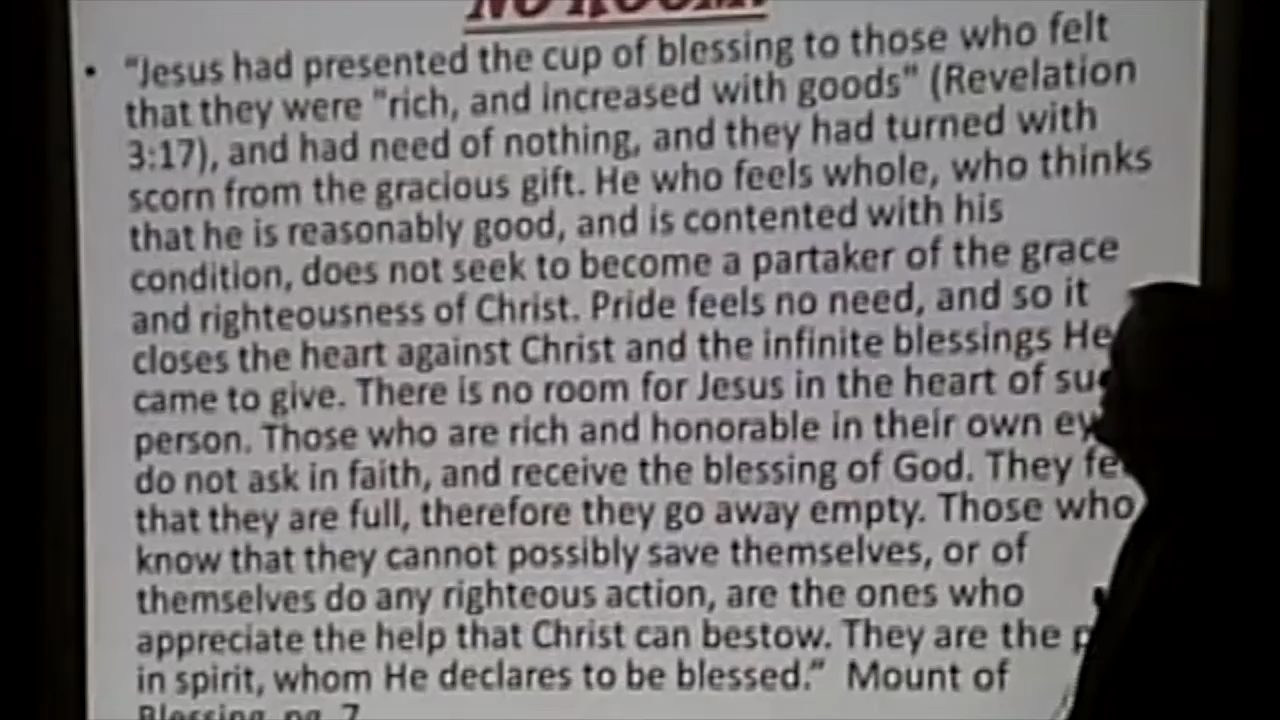 NO ROOM!
• "Jesus had presented the cup of blessing to those who felt
that they were "rich, and increased with goods" (Revelation
3:17), and had need of nothing, and they had turned with
scorn from the gracious gift. He who feels whole, who thinks
that he is reasonably good, and is contented with his
condition, does not seek to become a partaker of the grace
and righteousness of Christ. Pride feels no need, and so it
closes the heart against Christ and the infinite blessings He
came to give. There is no room for Jesus in the heart of
person. Those who are rich and honorable in their own
do not ask in faith, and receive the blessing of God. They
that they are full, therefore they go away empty. Those who
know that they cannot possibly save themselves, or of
themselves do any righteous action, are the ones who
appreciate the help that Christ can bestow. They are the
in spirit, whom He declares to be blessed." Mount of
Blessing, pg. 7